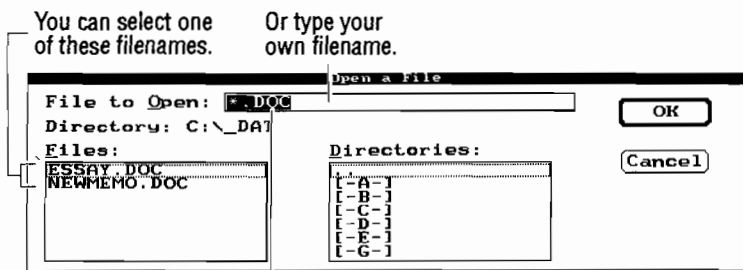 You can select one of these filenames.
Or type your own filename.
Open a File
File to Open: *.DOC
OK
Directory: C:\_DAT
Files:
Directories:
Cancel
ESSAY.DOC
NEWMEMO.DOC
..
[-A-]
[-B-]
[-C-]
[-D-]
[-E-]
[-G-]